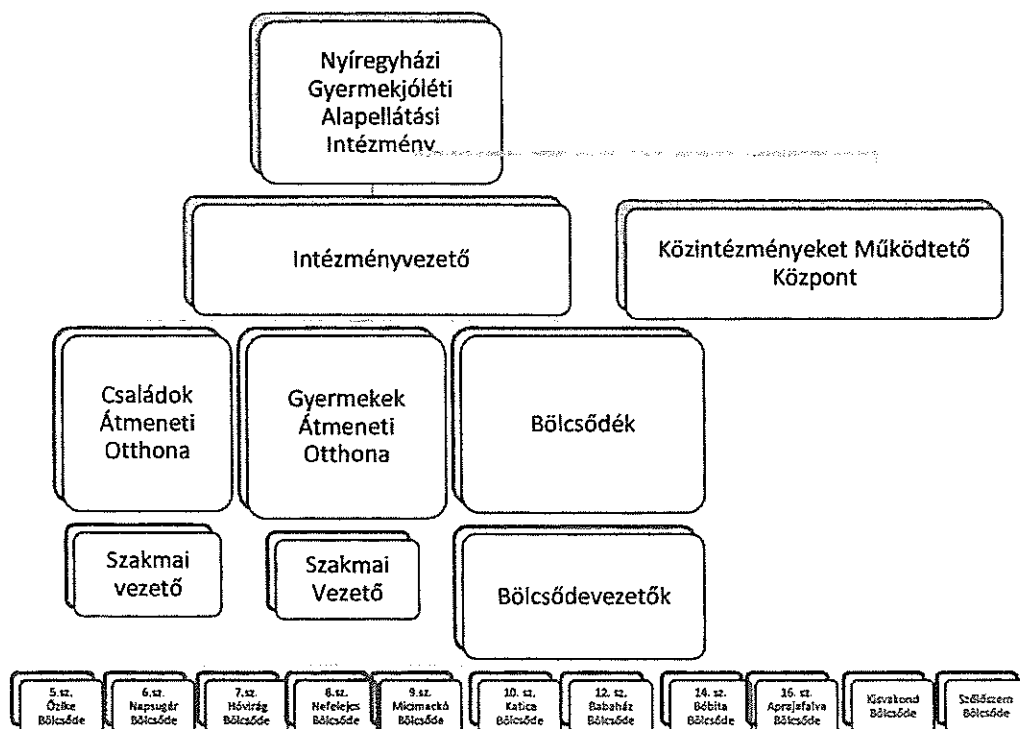 Nyíregyházi
Gyermekjóléti
Alapellátási
Intézmény
Intézményvezető
Közintézményeket Működtető
Központ
Családok
Átmeneti
Otthona
Gyermekek
Átmeneti
Otthona
Bölcsődék
Szakmai
vezető
Szakmai
Vezető
Bölcsődevezetők
5.sz.
Őzike
Bölcsőde
6.sz.
Napsugár
Bölcsőde
7.sz.
Hóvirág
Bölcsőde
8.sz.
Nefelejcs
Bölcsőde
9.sz.
Micimackó
Bölcsőde
10. sz.
Katica
Bölcsőde
12. sz.
Babaház
Bölcsőde
14. sz.
Bóbita
Bölcsőde
16. sz.
Aprajafalva
Bölcsőde
Kisvakond
Bölcsőde
Szőlőszem
Bölcsőde